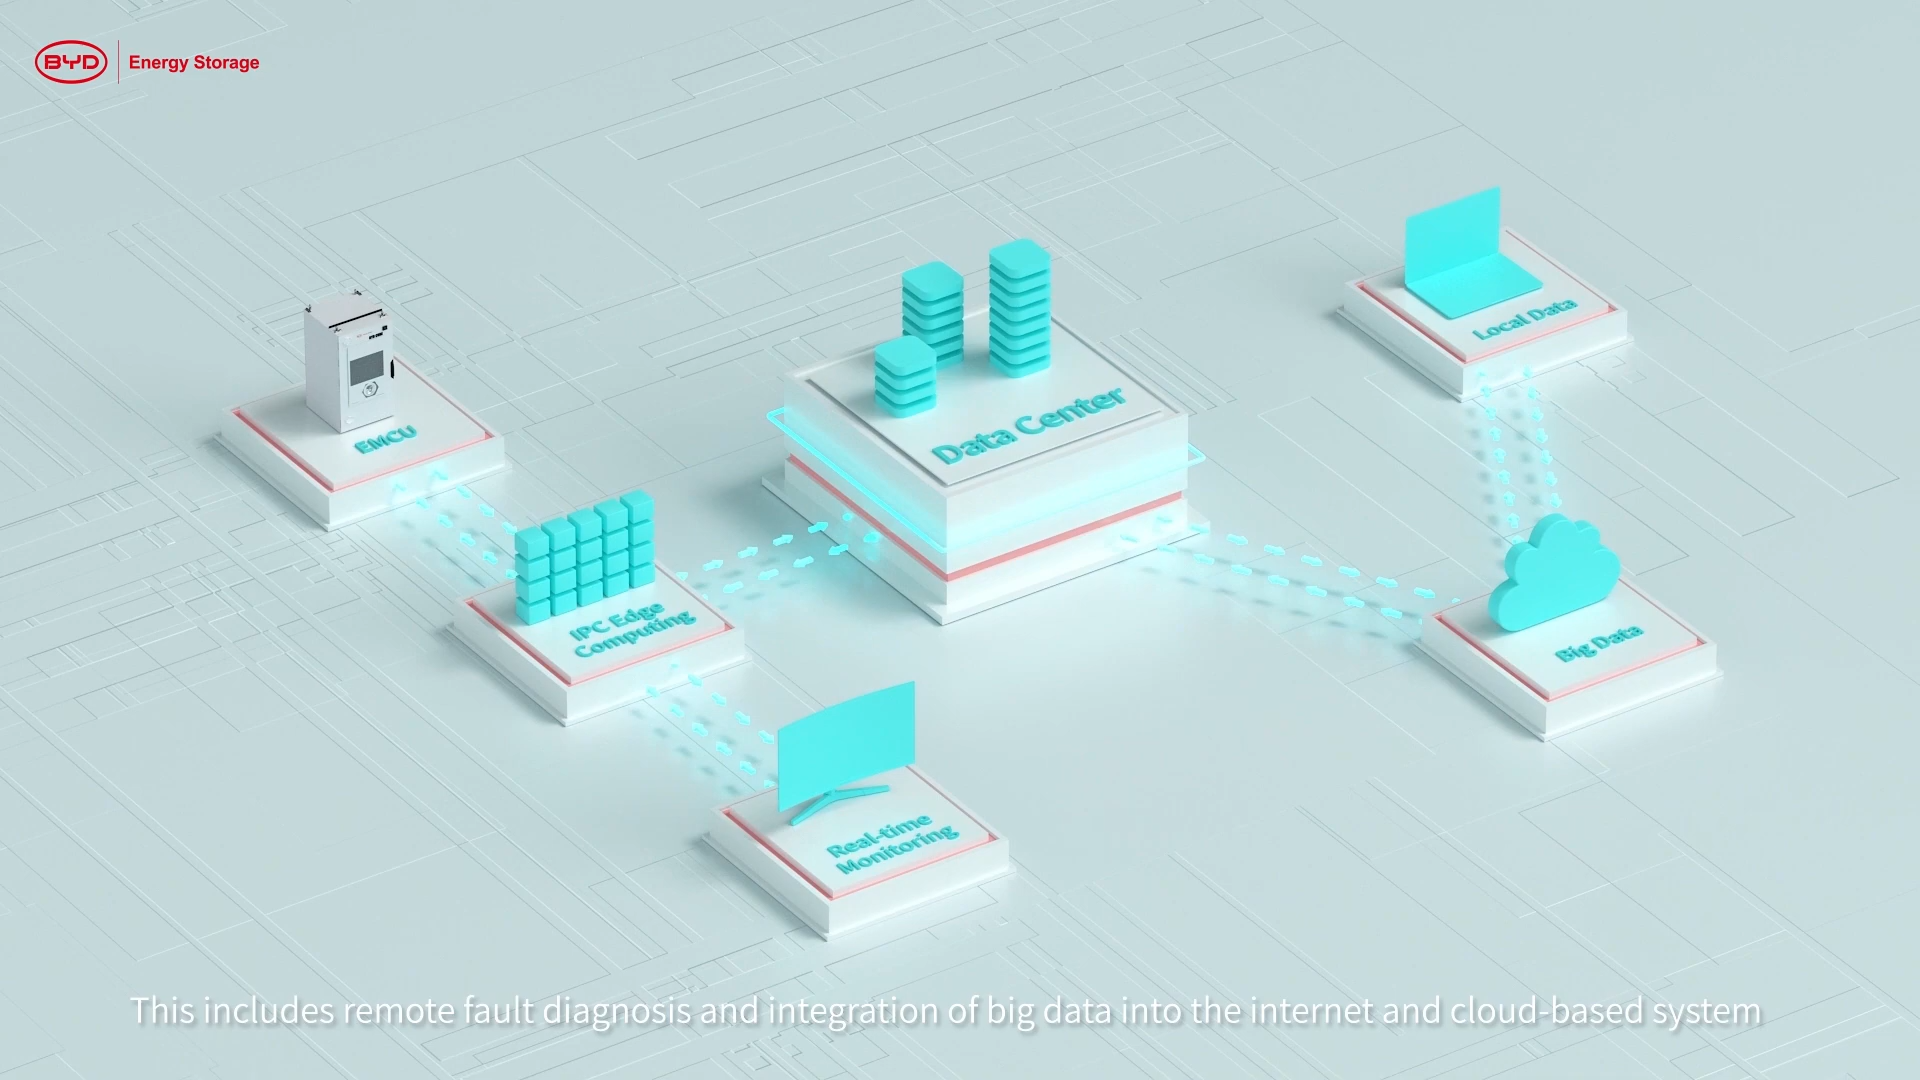 BYD
Energy Storage
Local Data
Data Center
EMCU
IPC Edge
Computing
Big Data
Real-time
Monitoring
This includes remote fault diagnosis and integration of big data into the internet and cloud-based system